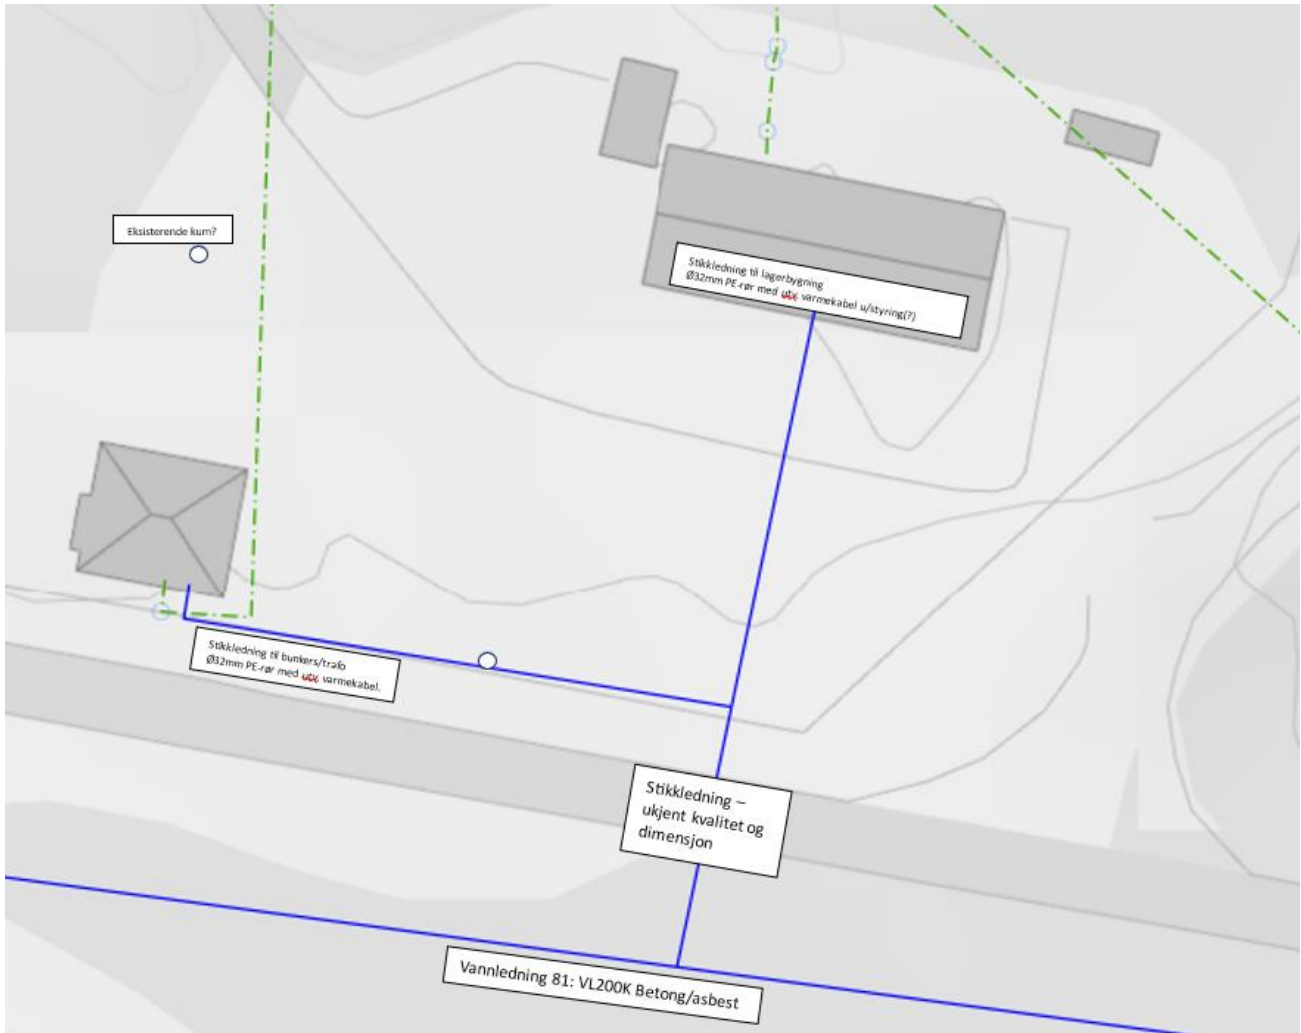 Eksisterende kum?
Stikkledning til lagerbygning
Ø32mm PE-rør med utv. varmekabel u/styring(?)
Stikkledning til bunkers/trafo
Ø32mm PE-rør med utv. varmekabel.
Stikkledning –
ukjent kvalitet og
dimensjon
Vannledning 81: VL200K Betong/asbest